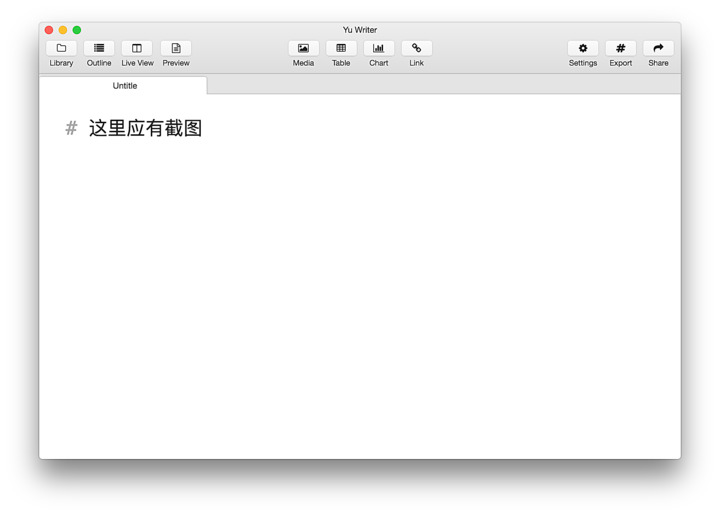 Yu Writer
Library Outline Live View Preview Media Table Chart Link Settings Export Share
Untitle
# 这里应有截图